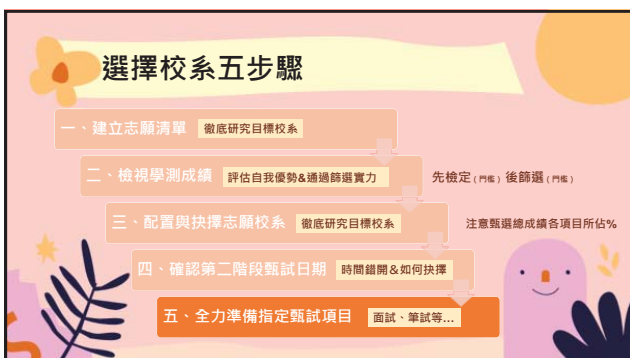 選擇校系五步驟
一、建立志願清單 徹底研究目標校系
二、檢視學測成績 評估自我優勢&通過篩選實力 先檢定(門檻)後篩選(門檻)
三、配置與抉擇志願校系 徹底研究目標校系 注意甄選總成績各項目所佔%
四、確認第二階段甄試日期 時間錯開&如何抉擇
五、全力準備指定甄試項目 面試、筆試等...